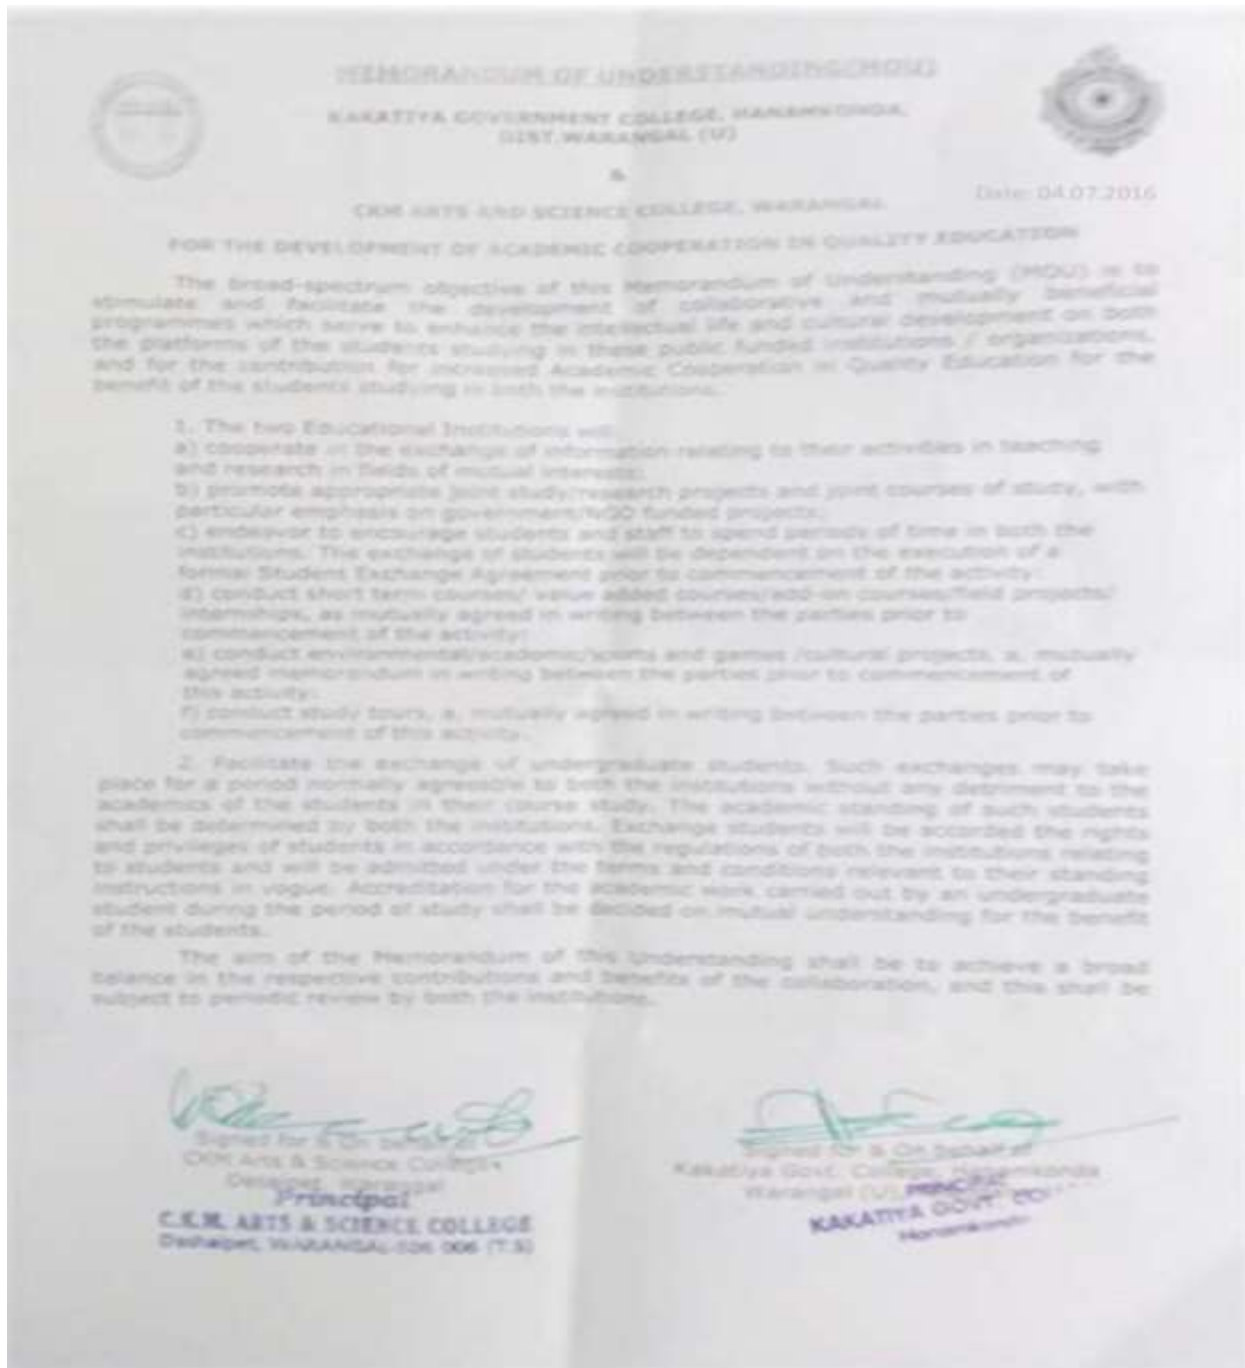 MEMORANDUM OF UNDERSTANDING(MOU)
KAKATIYA GOVERNMENT COLLEGE, HANAMKONDA,
DIST.WARANGAL (U)
&
Date: 04.07.2016
CKM ARTS AND SCIENCE COLLEGE, WARANGAL
FOR THE DEVELOPMENT OF ACADEMIC COOPERATION IN QUALITY EDUCATION
The broad-spectrum objective of this Memorandum of Understanding (MOU) is to
stimulate and facilitate the development of collaborative and mutually beneficial
programmes which serve to enhance the intellectual life and cultural development on both
the platforms of the students studying in these public funded institutions / organizations,
and for the contribution for increased Academic Cooperation in Quality Education for the
benefit of the students studying in both the institutions.
1. The two Educational Institutions will
a) cooperate in the exchange of information relating to their activities in teaching
and research in fields of mutual interests;
b) promote appropriate joint study/research projects and joint courses of study, with
particular emphasis on government/NGO funded projects;
c) endeavor to encourage students and staff to spend periods of time in both the
institutions. The exchange of students will be dependent on the execution of a
formal Student Exchange Agreement prior to commencement of the activity;
d) conduct short term courses/ value added courses/add-on courses/field projects/
internships, as mutually agreed in writing between the parties prior to
commencement of the activity;
e) conduct environmental/academic/sports and games /cultural projects, a, mutually
agreed memorandum in writing between the parties prior to commencement of
this activity;
f) conduct study tours, a, mutually agreed in writing between the parties prior to
commencement of this activity.
2. Facilitate the exchange of undergraduate students. Such exchanges may take
place for a period normally agreeable to both the institutions without any detriment to the
academics of the students in their course study. The academic standing of such students
shall be determined by both the institutions. Exchange students will be accorded the rights
and privileges of students in accordance with the regulations of both the institutions relating
to students and will be admitted under the terms and conditions relevant to their standing
instructions in vogue. Accreditation for the academic work carried out by an undergraduate
student during the period of study shall be decided on mutual understanding for the benefit
of the students.
The aim of the Memorandum of this Understanding shall be to achieve a broad
balance in the respective contributions and benefits of the collaboration, and this shall be
subject to periodic review by both the institutions.
Signed for & On behalf of
CKM Arts & Science College
Desaipet, Warangal
Principal
C.K.M. ARTS & SCIENCE COLLEGE
Deshaipet, WARANGAL-506 006 (T.S)
Signed for & On behalf of
Kakatiya Govt. College, Hanamkonda
Warangal (U)
PRINCIPAL
KAKATIYA GOVT. CO
Hanamkonda